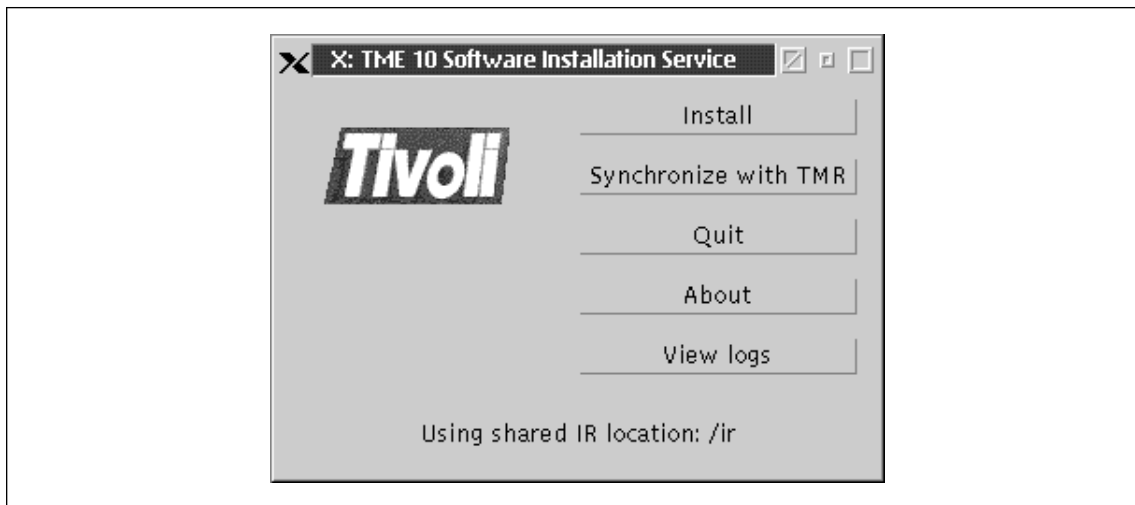 X: TME 10 Software Installation Service
Tivoli
Install
Synchronize with TMR
Quit
About
View logs
Using shared IR location: /ir